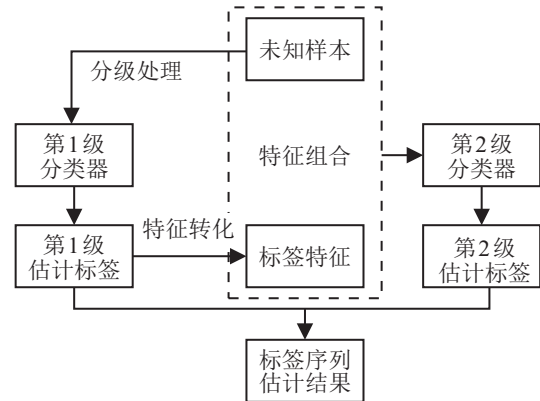 未知样本
分级处理
第1级
分类器
特征组合
第2级
分类器
第1级
估计标签
特征转化
标签特征
第2级
估计标签
标签序列
估计结果